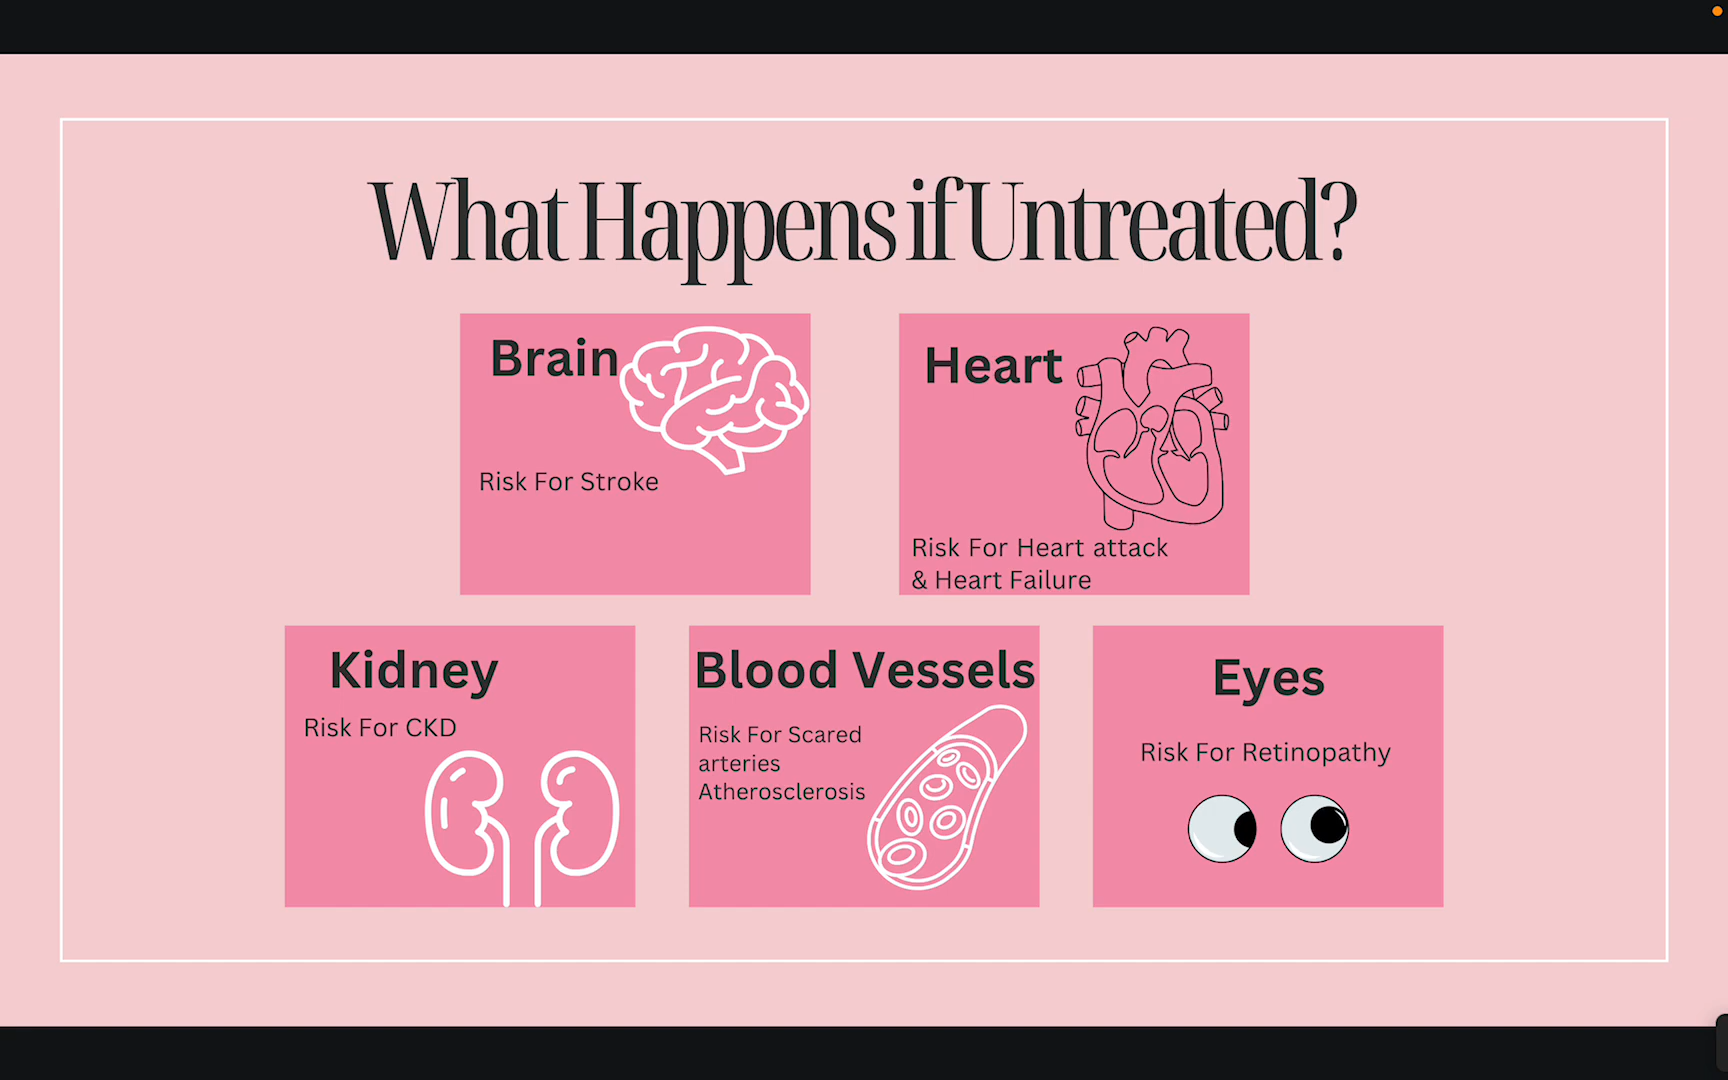 What Happens if Untreated?
Brain
Risk For Stroke
Heart
Risk For Heart attack
& Heart Failure
Kidney
Risk For CKD
Blood Vessels
Risk For Scared
arteries
Atherosclerosis
Eyes
Risk For Retinopathy